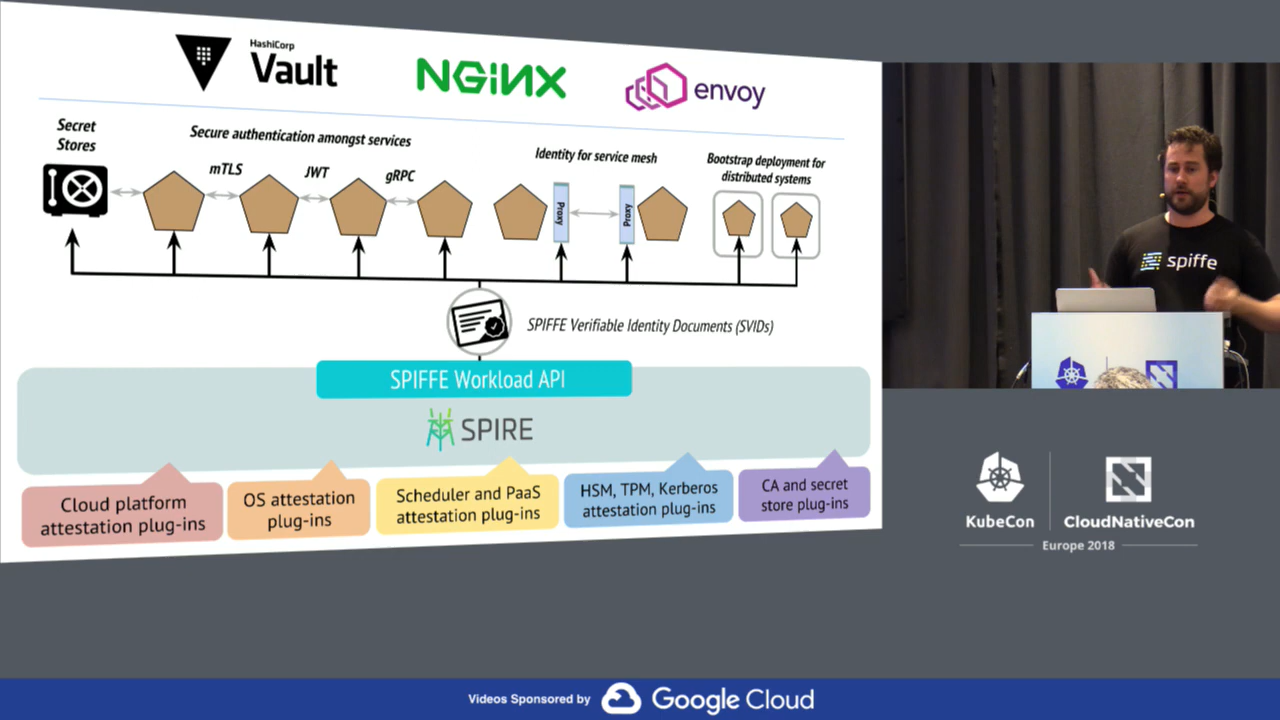 HashiCorp
Vault
NGINX
envoy
Secret
Stores
Secure authentication amongst services
mTLS
JWT
gRPC
Identity for service mesh
Proxy
Proxy
Bootstrap deployment for
distributed systems
SPIFFE Verifiable Identity Documents (SVIDs)
SPIFFE Workload API
SPIRE
Cloud platform
attestation plug-ins
OS attestation
plug-ins
Scheduler and PaaS
attestation plug-ins
HSM, TPM, Kerberos
attestation plug-ins
CA and secret
store plug-ins
spiffe
KubeCon
CloudNativeCon
Europe 2018
Videos Sponsored by
Google Cloud